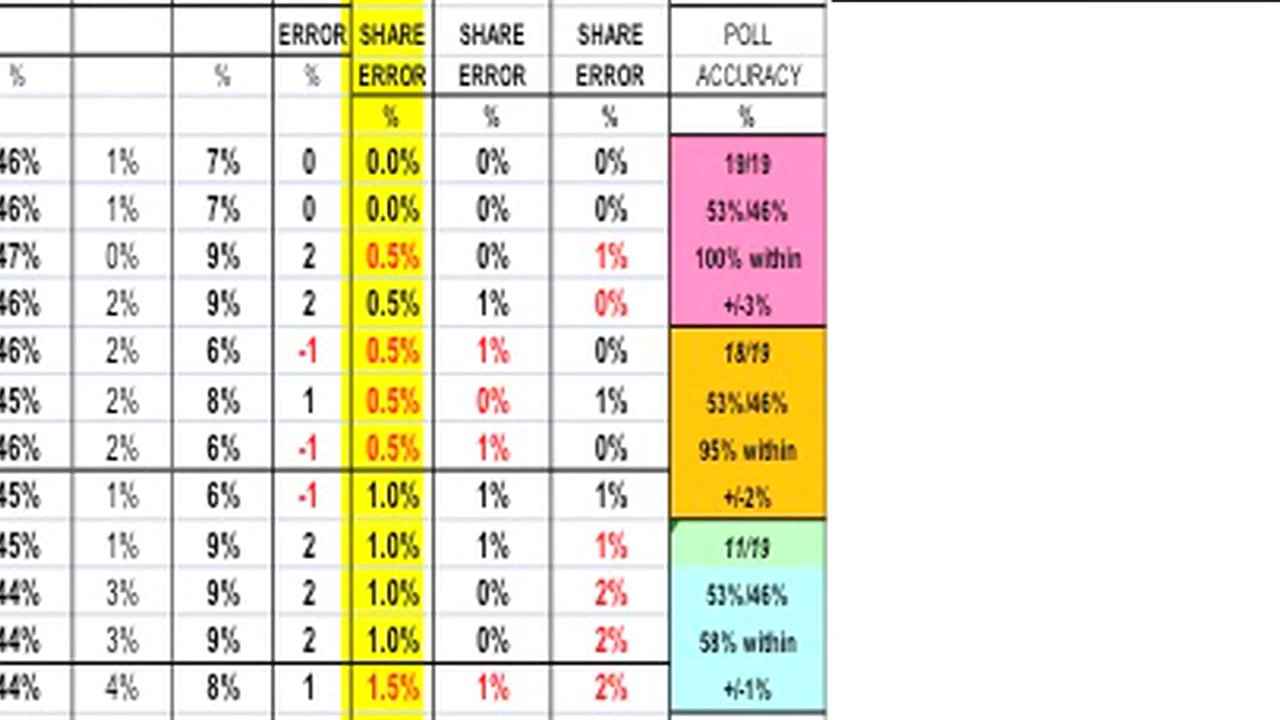 ERROR SHARE SHARE SHARE POLL
% % % ERROR ERROR ERROR ACCURACY
% % % %
46% 1% 7% 0 0.0% 0% 0% 19/19
46% 1% 7% 0 0.0% 0% 0% 53%/46%
47% 0% 9% 2 0.5% 0% 1% 100% within
46% 2% 9% 2 0.5% 1% 0% +/-3%
46% 2% 6% -1 0.5% 1% 0% 18/19
45% 2% 8% 1 0.5% 0% 1% 53%/46%
46% 2% 6% -1 0.5% 1% 0% 95% within
45% 1% 6% -1 1.0% 1% 1% +/-2%
45% 1% 9% 2 1.0% 1% 1% 11/19
44% 3% 9% 2 1.0% 0% 2% 53%/46%
44% 3% 9% 2 1.0% 0% 2% 58% within
44% 4% 8% 1 1.5% 1% 2% +/-1%